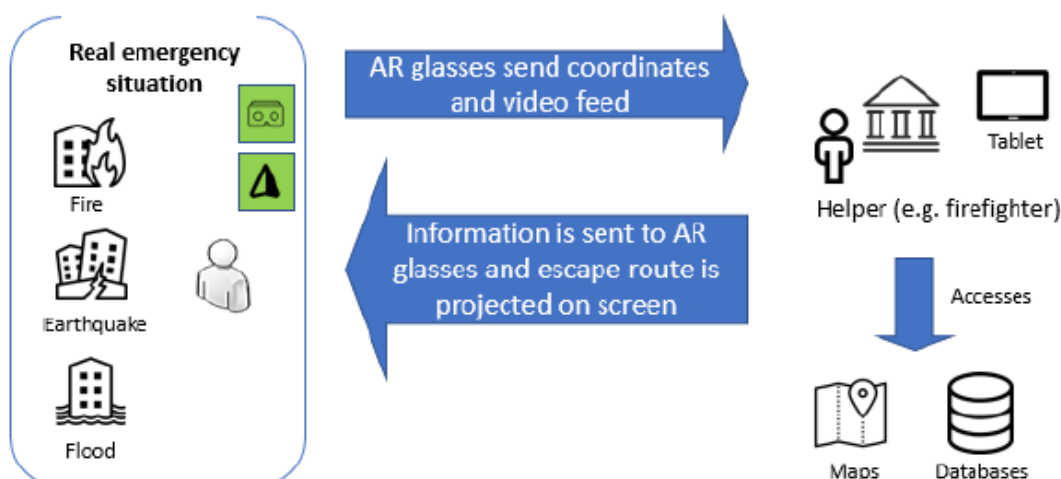 Real emergency
situation
Fire
Earthquake
Flood
AR glasses send coordinates
and video feed
Information is sent to AR
glasses and escape route is
projected on screen
Tablet
Helper (e.g. firefighter)
Accesses
Maps
Databases